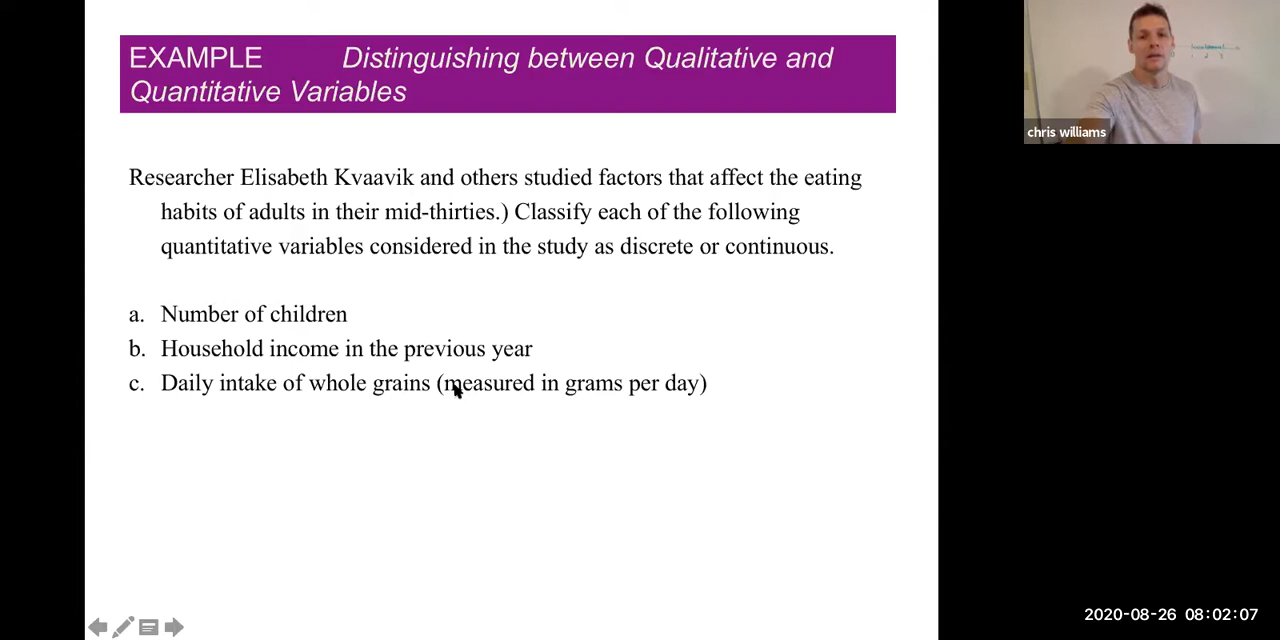 EXAMPLE Distinguishing between Qualitative and
Quantitative Variables
Researcher Elisabeth Kvaavik and others studied factors that affect the eating
habits of adults in their mid-thirties.) Classify each of the following
quantitative variables considered in the study as discrete or continuous.
a. Number of children
b. Household income in the previous year
c. Daily intake of whole grains (measured in grams per day)
chris williams
2020-08-26 08:02:07